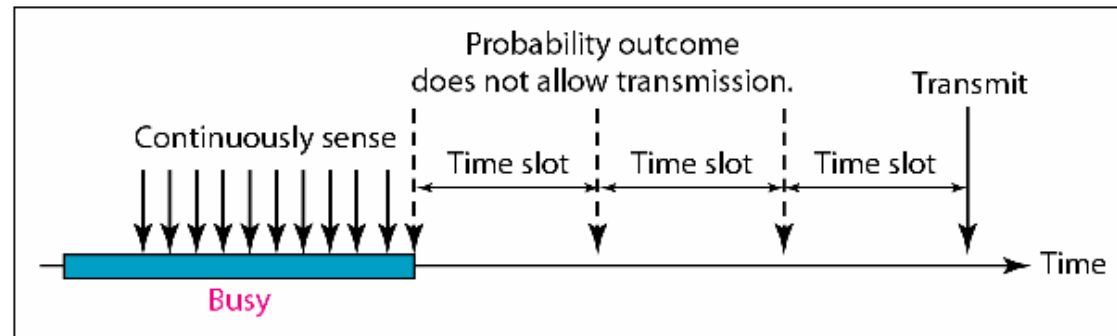 Probability outcome
does not allow transmission.
Transmit
Continuously sense
Time slot
Time slot
Time slot
Time
Busy